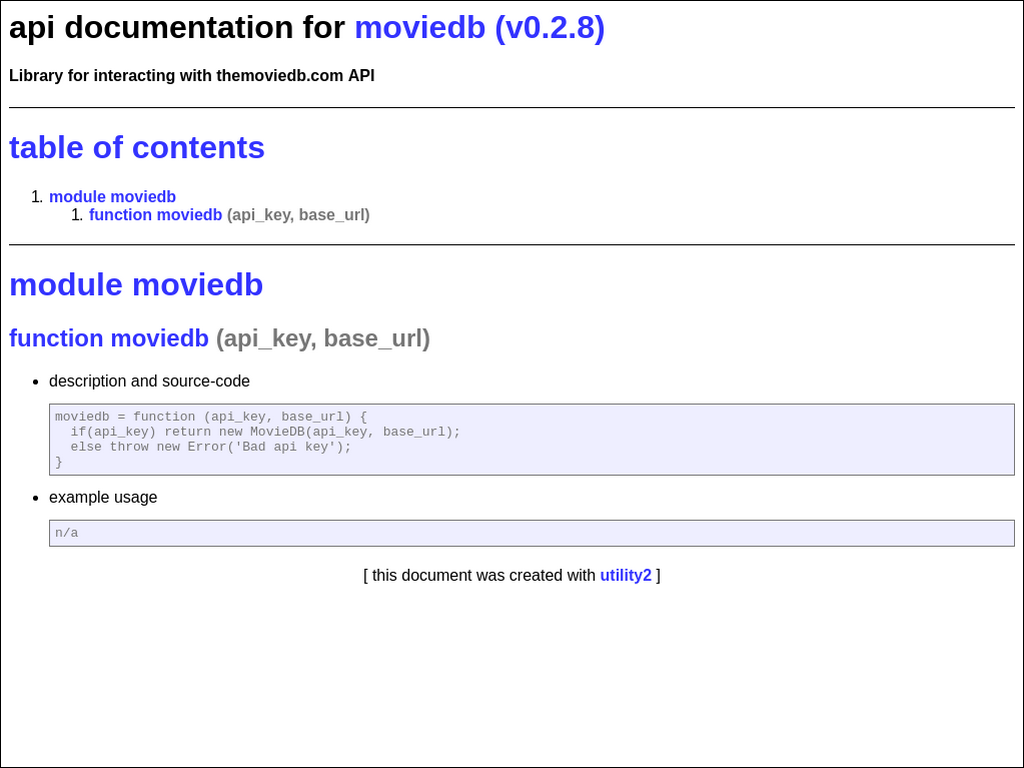 api documentation for moviedb (v0.2.8)
Library for interacting with themoviedb.com API
table of contents
1. module moviedb
1. function moviedb (api_key, base_url)
module moviedb
function moviedb (api_key, base_url)
• description and source-code
moviedb = function (api_key, base_url) {
  if(api_key) return new MovieDB(api_key, base_url);
  else throw new Error('Bad api key');
}
• example usage
n/a
[ this document was created with utility2 ]